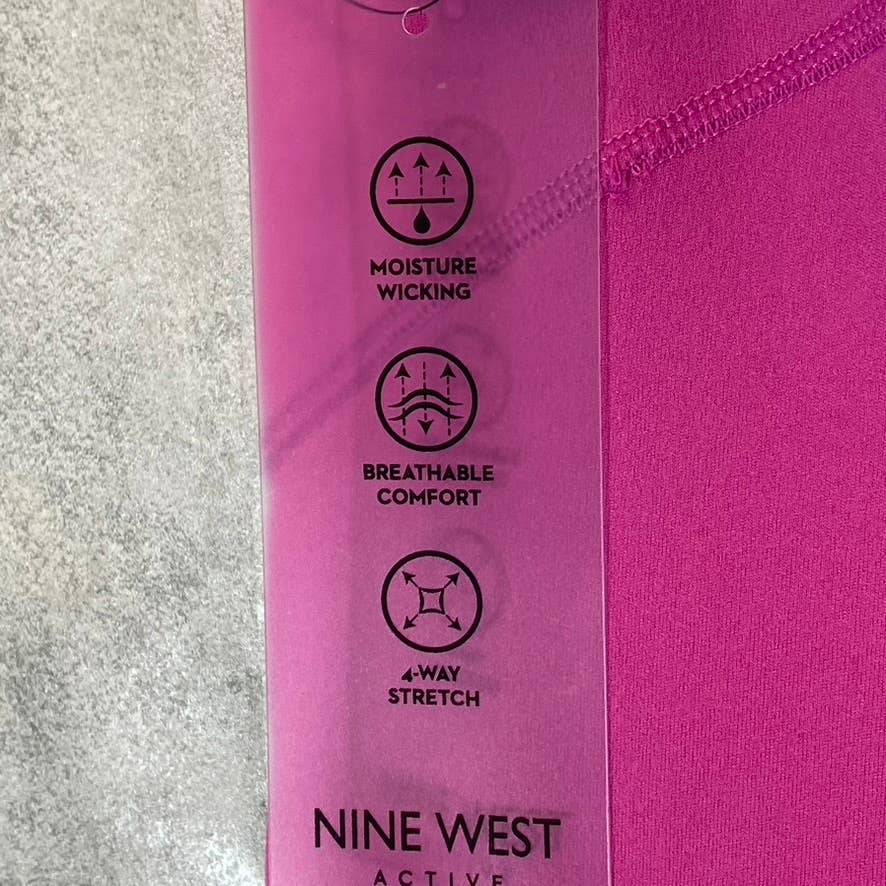 MOISTURE
WICKING
BREATHABLE
COMFORT
4-WAY
STRETCH
NINE WEST
ACTIVE